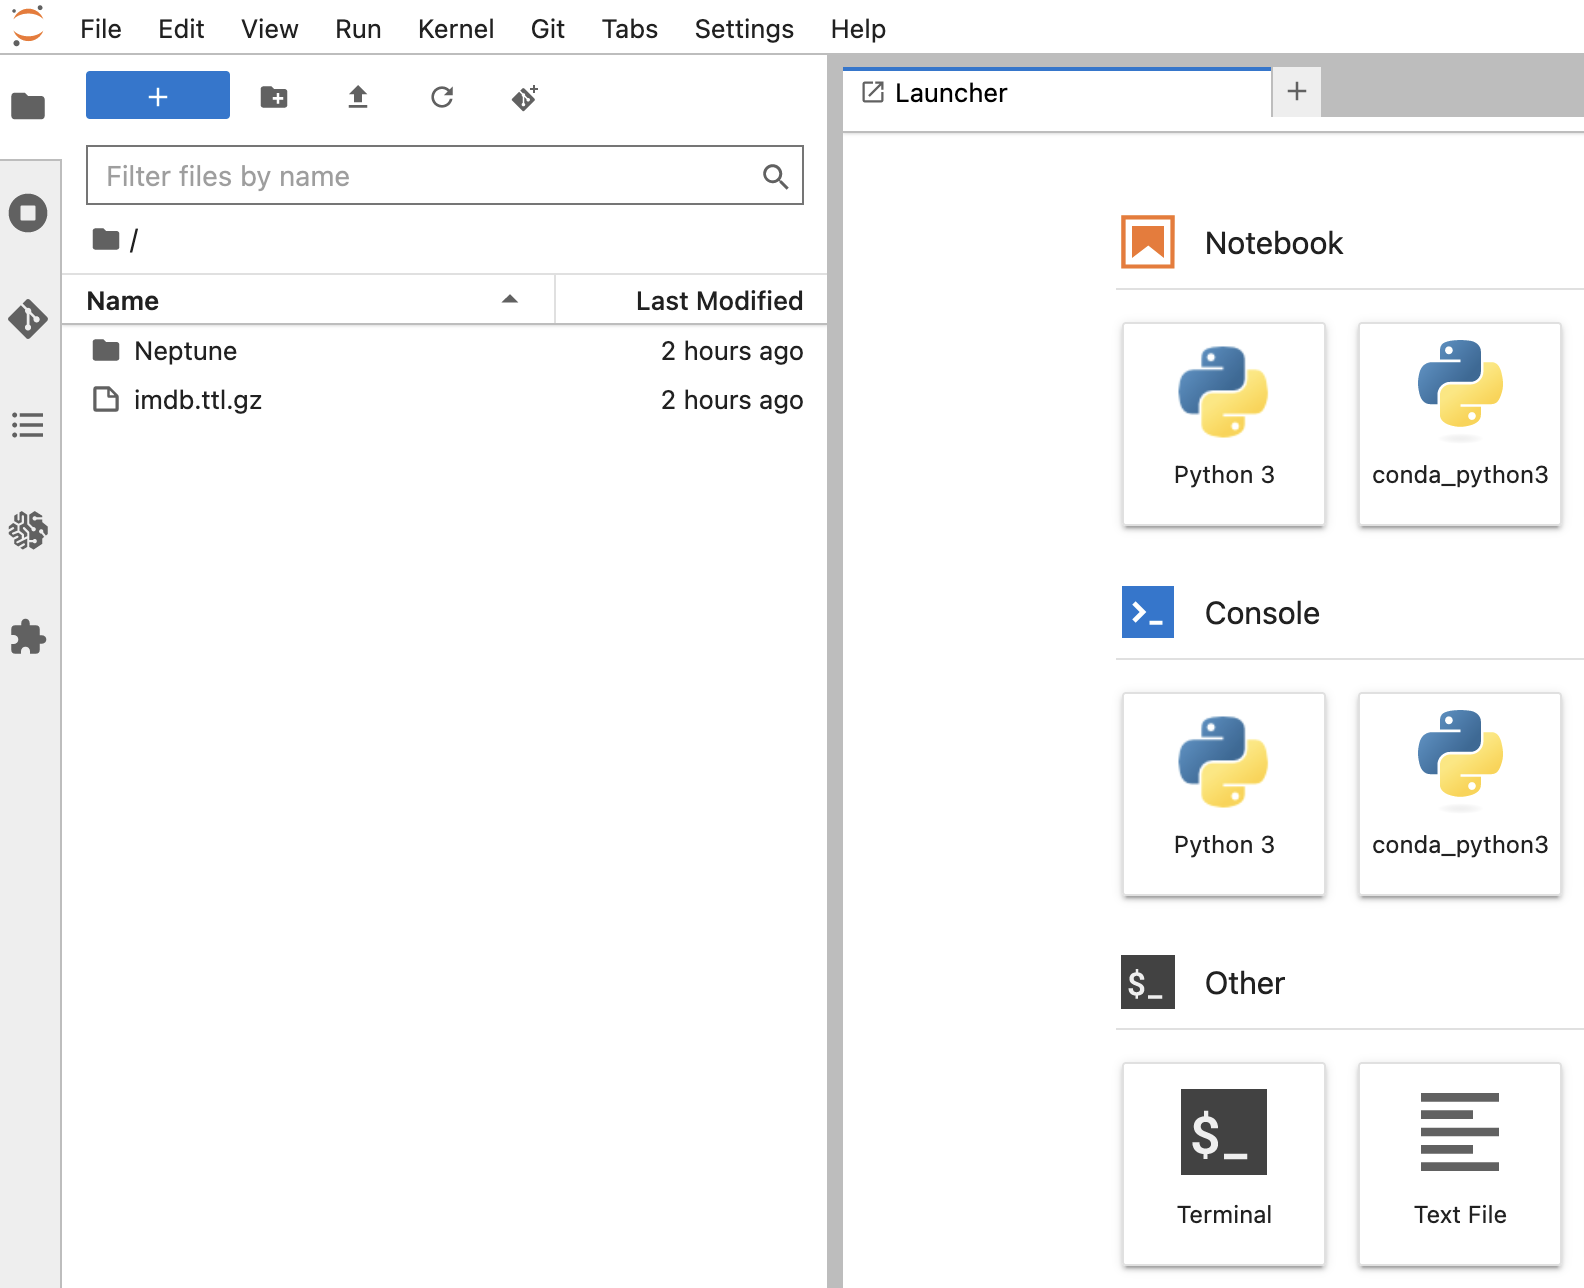 File Edit View Run Kernel Git Tabs Settings Help
Launcher
Filter files by name
/
Name Last Modified
Neptune 2 hours ago
imdb.ttl.gz 2 hours ago
Notebook
Python 3 conda_python3
Console
Python 3 conda_python3
$_ Other
$_
Terminal Text File